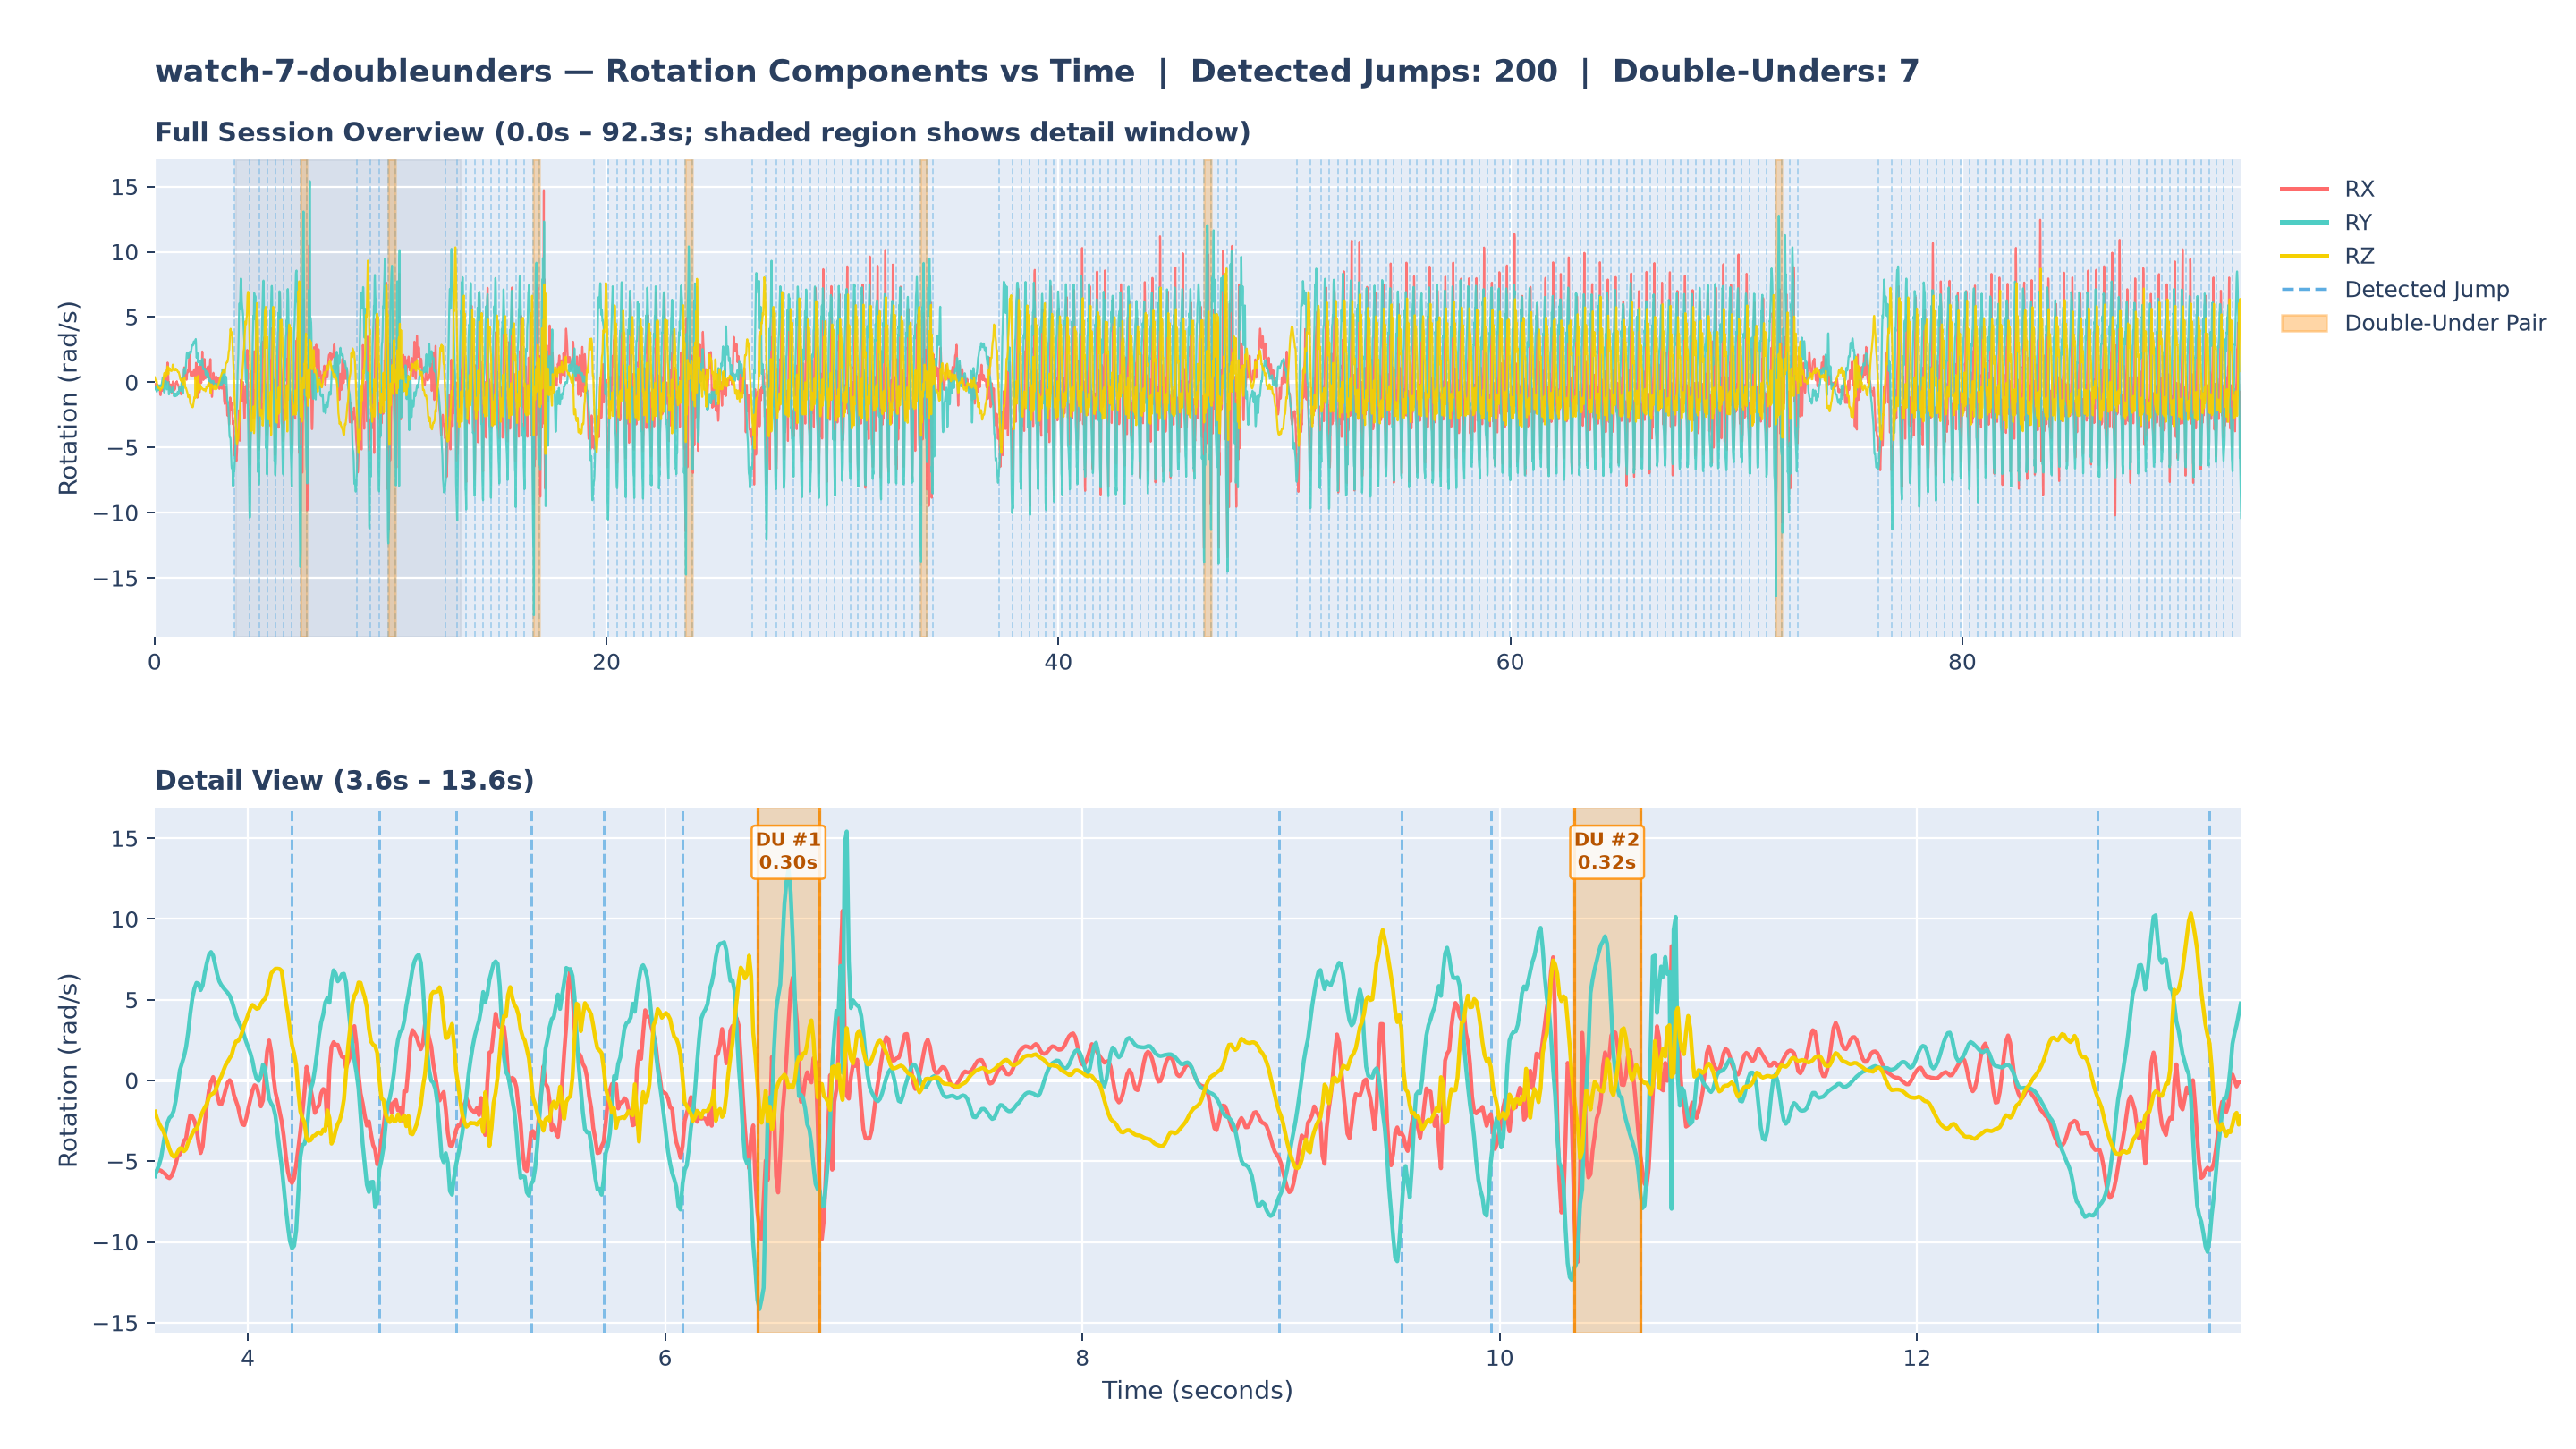 watch-7-doubleunders — Rotation Components vs Time | Detected Jumps: 200 | Double-Unders: 7
Full Session Overview (0.0s – 92.3s; shaded region shows detail window)
Rotation (rad/s)
15
10
5
0
−5
−10
−15
0
20
40
60
80
RX
RY
RZ
Detected Jump
Double-Under Pair
Detail View (3.6s – 13.6s)
Rotation (rad/s)
15
10
5
0
−5
−10
−15
DU #1
0.30s
DU #2
0.32s
4
6
8
10
12
Time (seconds)